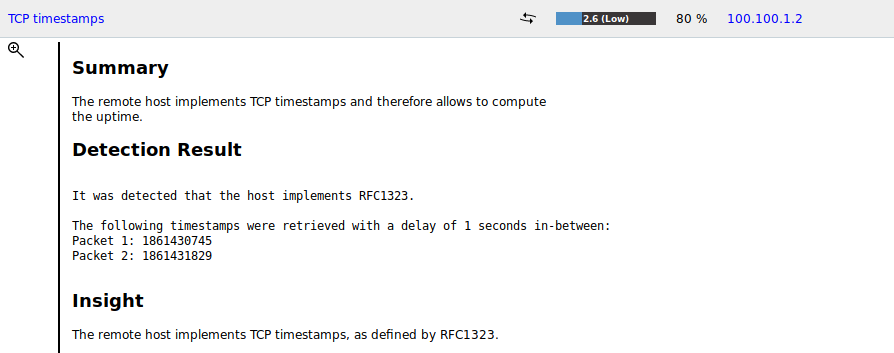 TCP timestamps 2.6 (Low) 80 % 100.100.1.2
Summary
The remote host implements TCP timestamps and therefore allows to compute
the uptime.
Detection Result
It was detected that the host implements RFC1323.
The following timestamps were retrieved with a delay of 1 seconds in-between:
Packet 1: 1861430745
Packet 2: 1861431829
Insight
The remote host implements TCP timestamps, as defined by RFC1323.